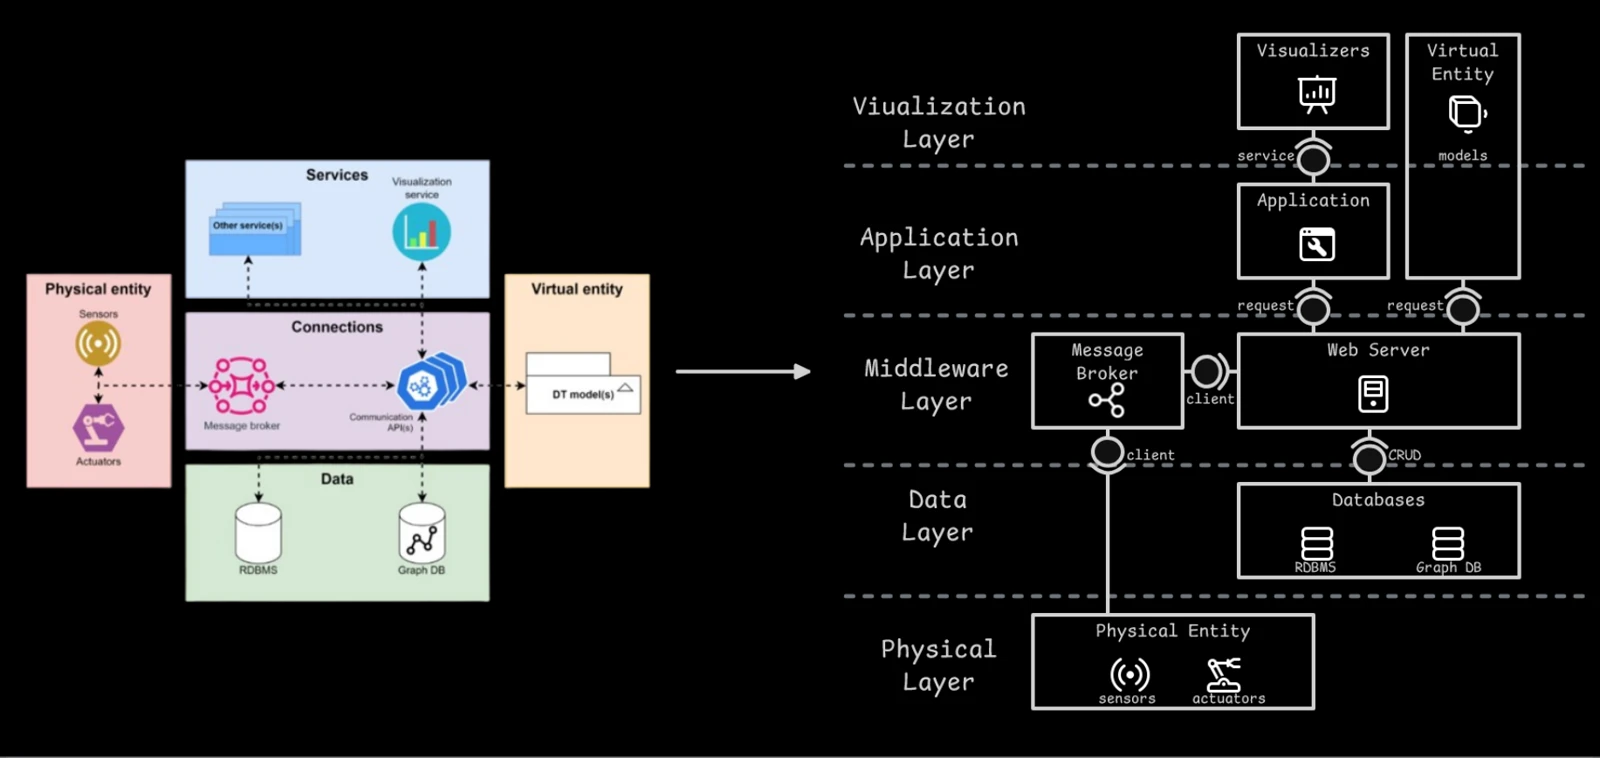 Services
Visualization
service
Other service(s)
Physical entity
Sensors
Actuators
Connections
Message broker
Communication
API(s)
Virtual entity
DT model(s)
Data
RDBMS
Graph DB
Viualization
Layer
Visualizers
Virtual
Entity
models
service
Application
Layer
Application
request
request
Middleware
Layer
Message
Broker
client
Web Server
client
CRUD
Data
Layer
Databases
RDBMS
Graph DB
Physical
Layer
Physical Entity
sensors
actuators